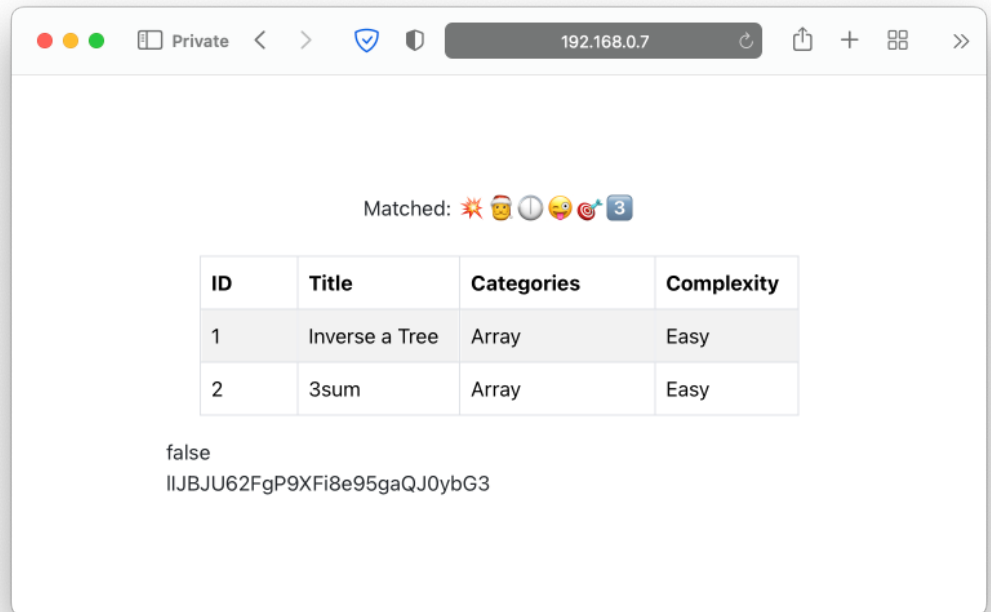 Private
192.168.0.7
Matched: 💥🎅🕕😜🎯3️⃣
ID Title Categories Complexity
1 Inverse a Tree Array Easy
2 3sum Array Easy
false
lIJBJU62FgP9XFi8e95gaQJ0ybG3